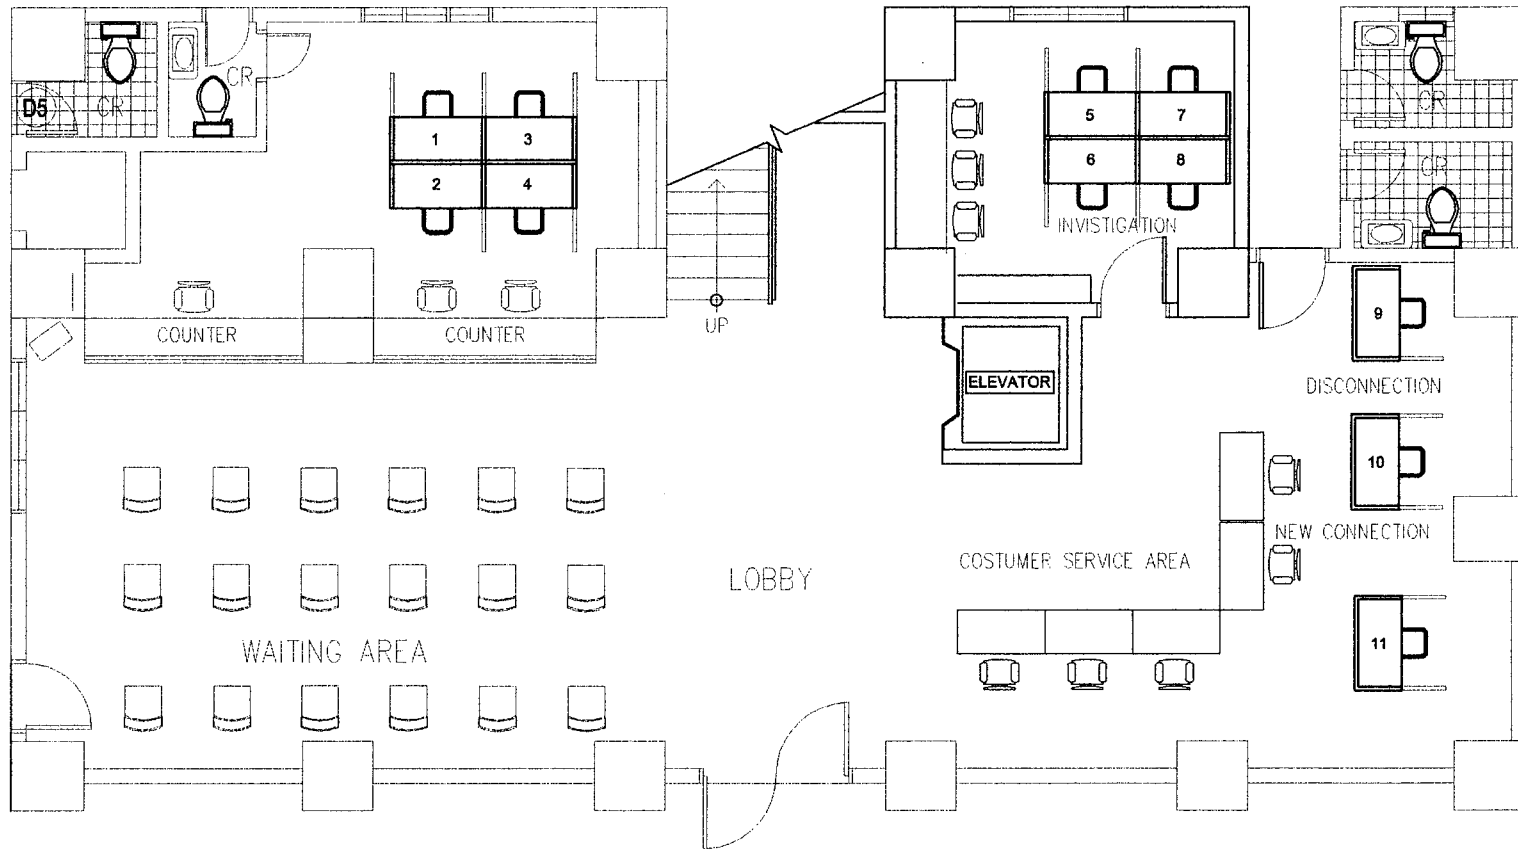 CR
D5
CR
1
3
2
4
5
7
6
8
CR
CR
INVISTIGATION
9
UP
COUNTER
COUNTER
ELEVATOR
DISCONNECTION
10
NEW CONNECTION
COSTUMER SERVICE AREA
LOBBY
WAITING AREA
11